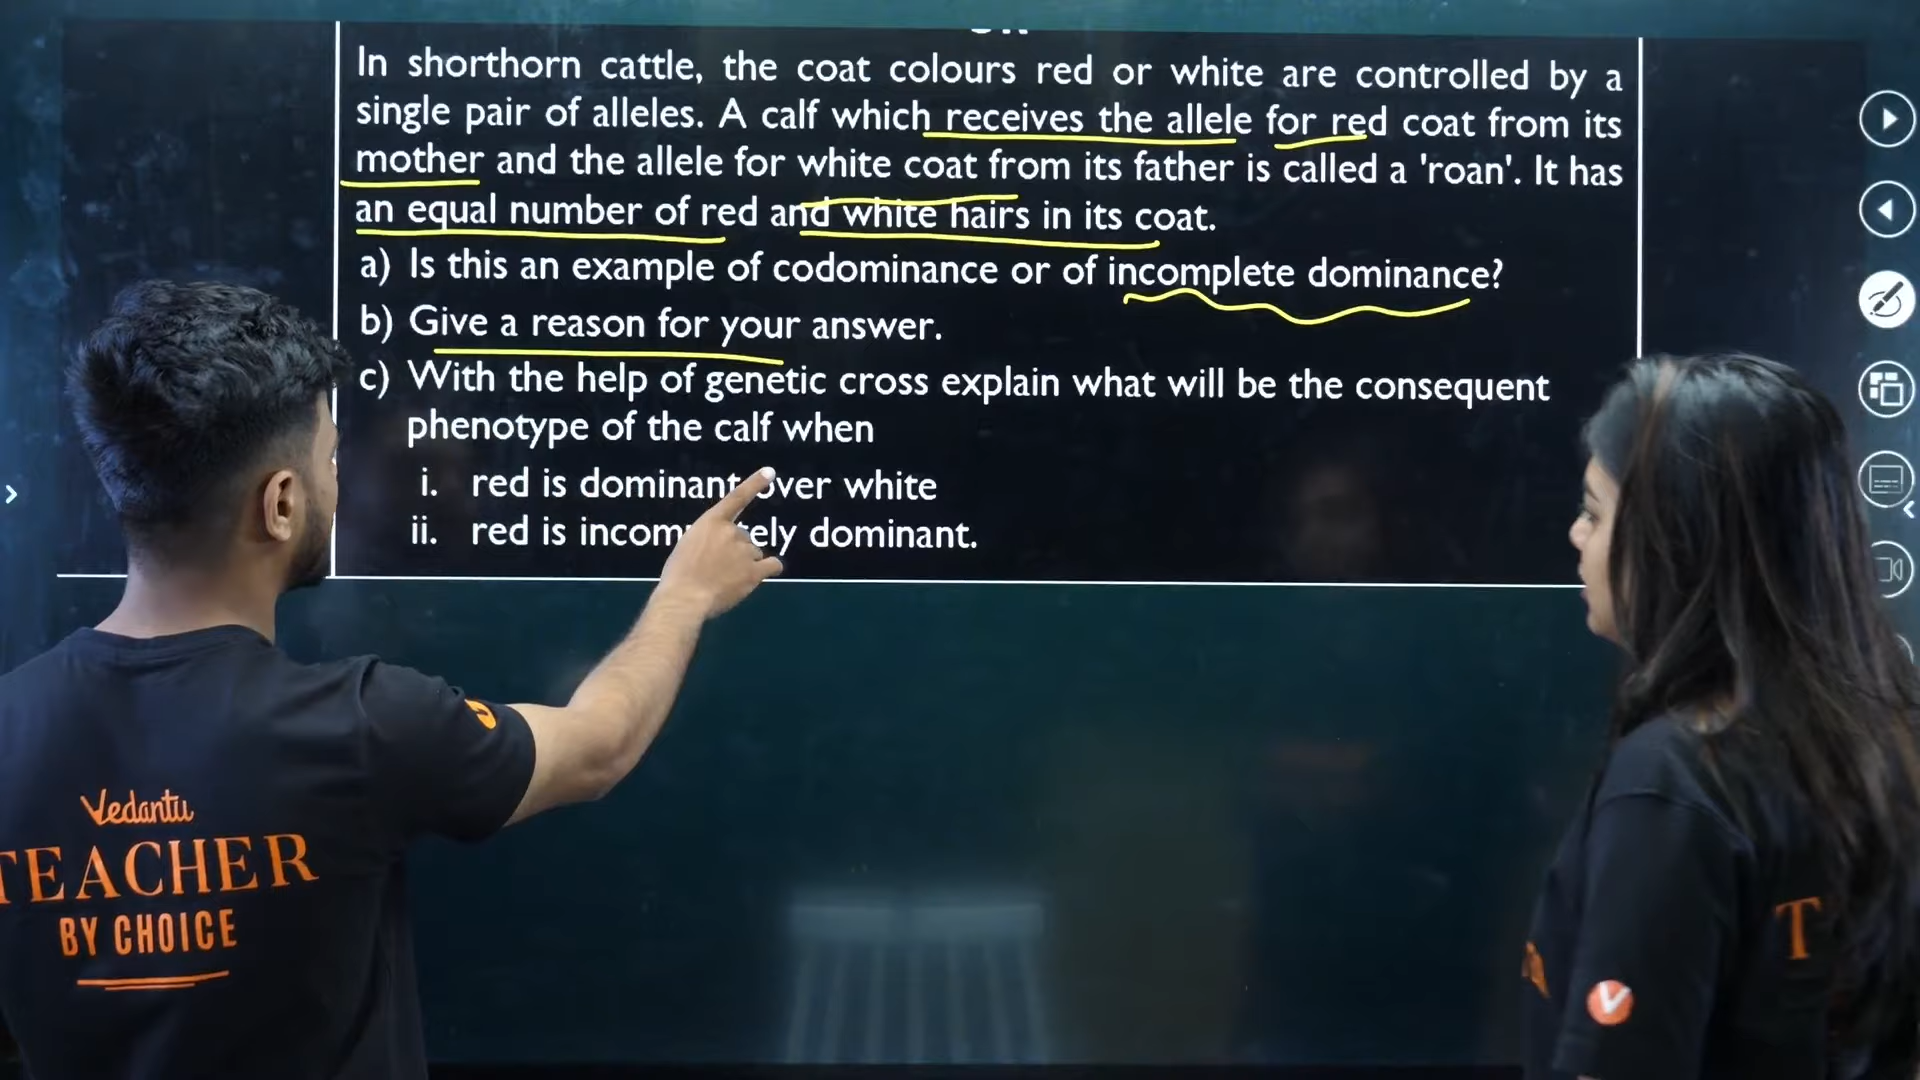 In shorthorn cattle, the coat colours red or white are controlled by a
single pair of alleles. A calf which receives the allele for red coat from its
mother and the allele for white coat from its father is called a 'roan'. It has
an equal number of red and white hairs in its coat.
a) Is this an example of codominance or of incomplete dominance?
b) Give a reason for your answer.
c) With the help of genetic cross explain what will be the consequent
phenotype of the calf when
i. red is dominant over white
ii. red is dominant.
Vedantu
TEACHER
BY CHOICE
T
V